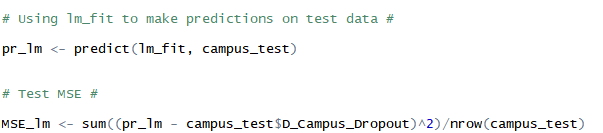 # Using lm_fit to make predictions on test data #
pr_lm <- predict(lm_fit, campus_test)
# Test MSE #
MSE_lm <- sum((pr_lm - campus_test$D_Campus_Dropout)^2)/nrow(campus_test)